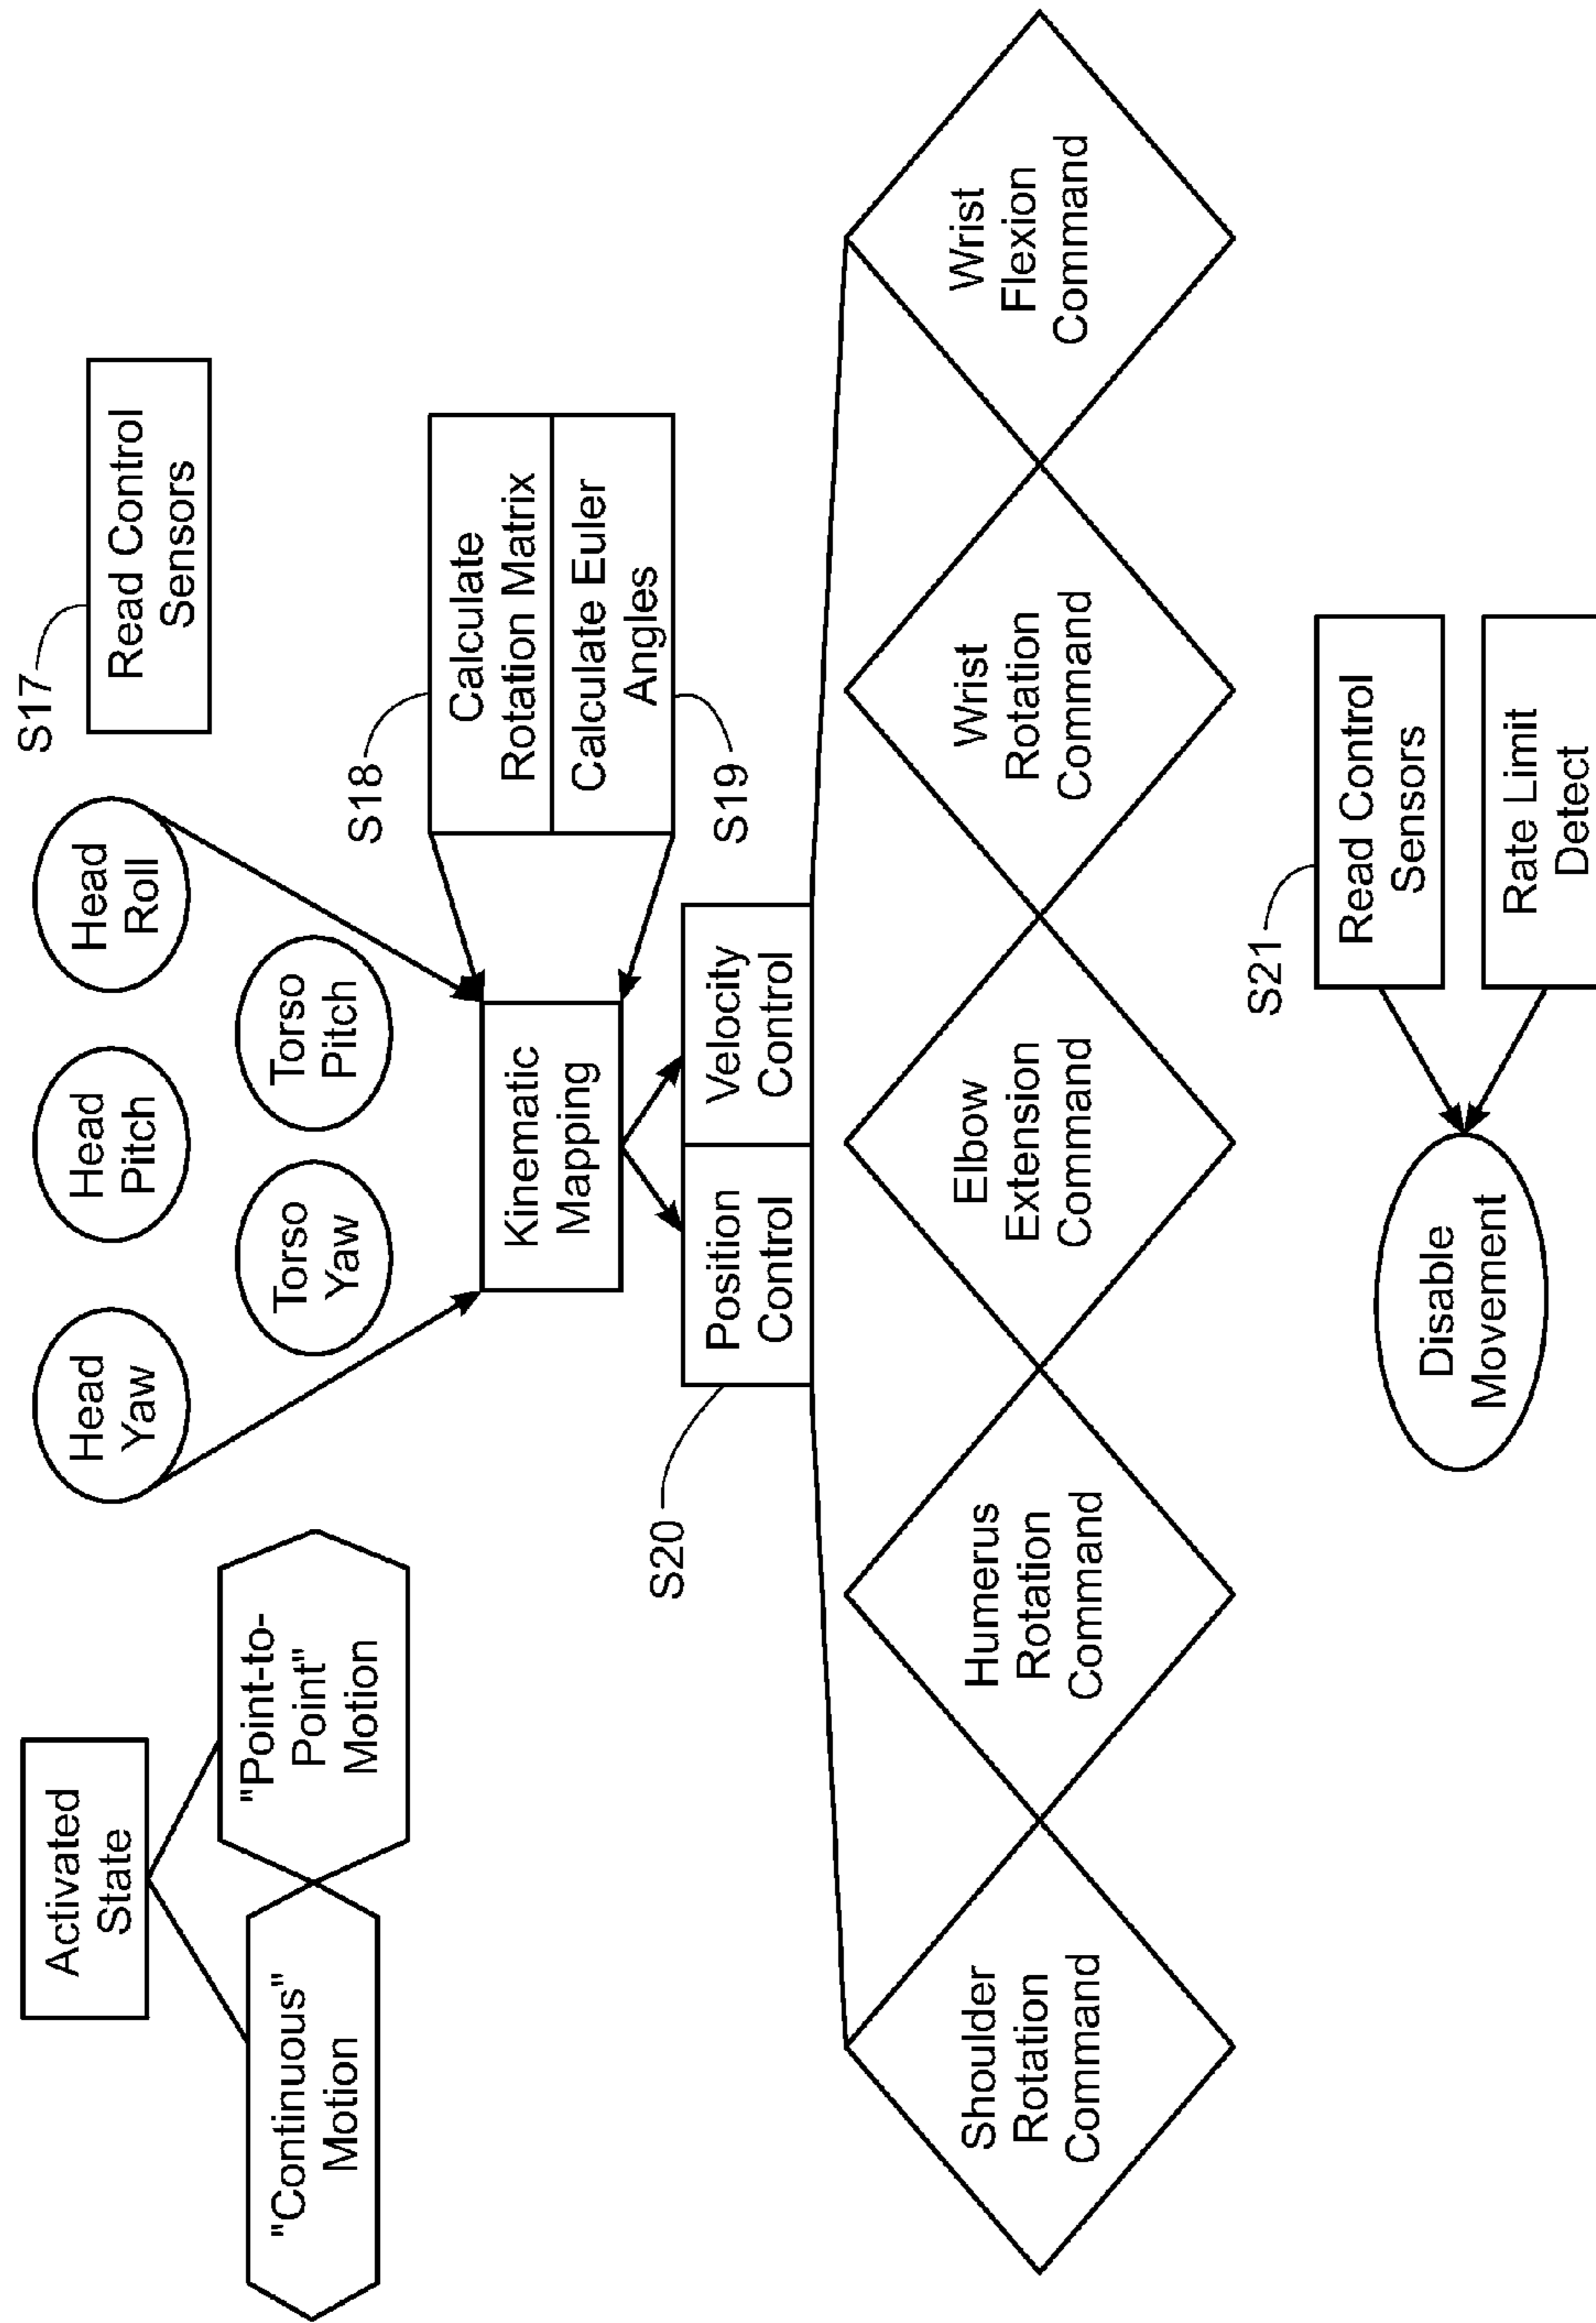 Activated
State
"Continuous"
Motion
"Point-to-
Point"
Motion
Head
Yaw
Head
Pitch
Head
Roll
Torso
Yaw
Torso
Pitch
S17
Read Control
Sensors
Kinematic
Mapping
S18
Calculate
Rotation Matrix
Calculate Euler
Angles
S19
S20
Position
Control
Velocity
Control
Shoulder
Rotation
Command
Humerus
Rotation
Command
Elbow
Extension
Command
Wrist
Rotation
Command
Wrist
Flexion
Command
Disable
Movement
S21
Read Control
Sensors
Rate Limit
Detect